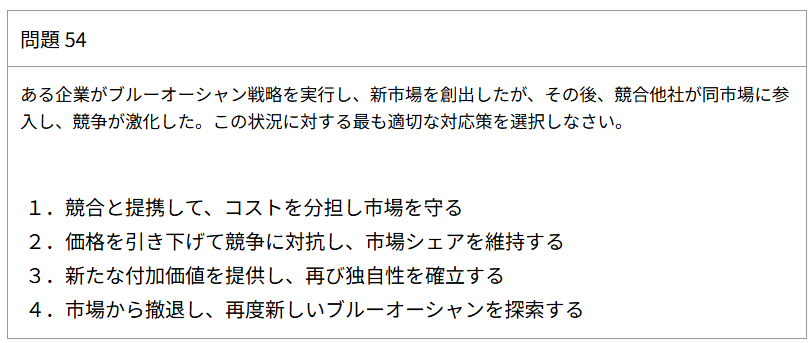 問題 54
ある企業がブルーオーシャン戦略を実行し、新市場を創出したが、その後、競合他社が同市場に参
入し、競争が激化した。この状況に対する最も適切な対応策を選択しなさい。
１．競合と提携して、コストを分担し市場を守る
２．価格を引き下げて競争に対抗し、市場シェアを維持する
３．新たな付加価値を提供し、再び独自性を確立する
４．市場から撤退し、再度新しいブルーオーシャンを探索する